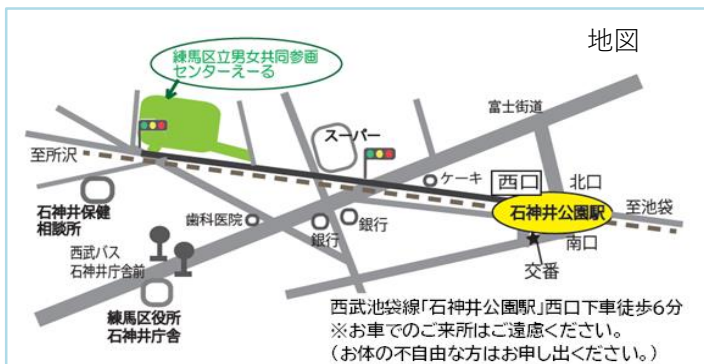 地図
練馬区立男女共同参画
センターえーる
富士街道
スーパー
至所沢
ケーキ
西口
北口
石神井公園駅
至池袋
石神井保健
相談所
歯科医院
銀行
銀行
南口
交番
西武バス
石神井庁舎前
練馬区役所
石神井庁舎
西武池袋線「石神井公園駅」西口下車徒歩6分
※お車でのご来所はご遠慮ください。
(お体の不自由な方はお申し出ください。)